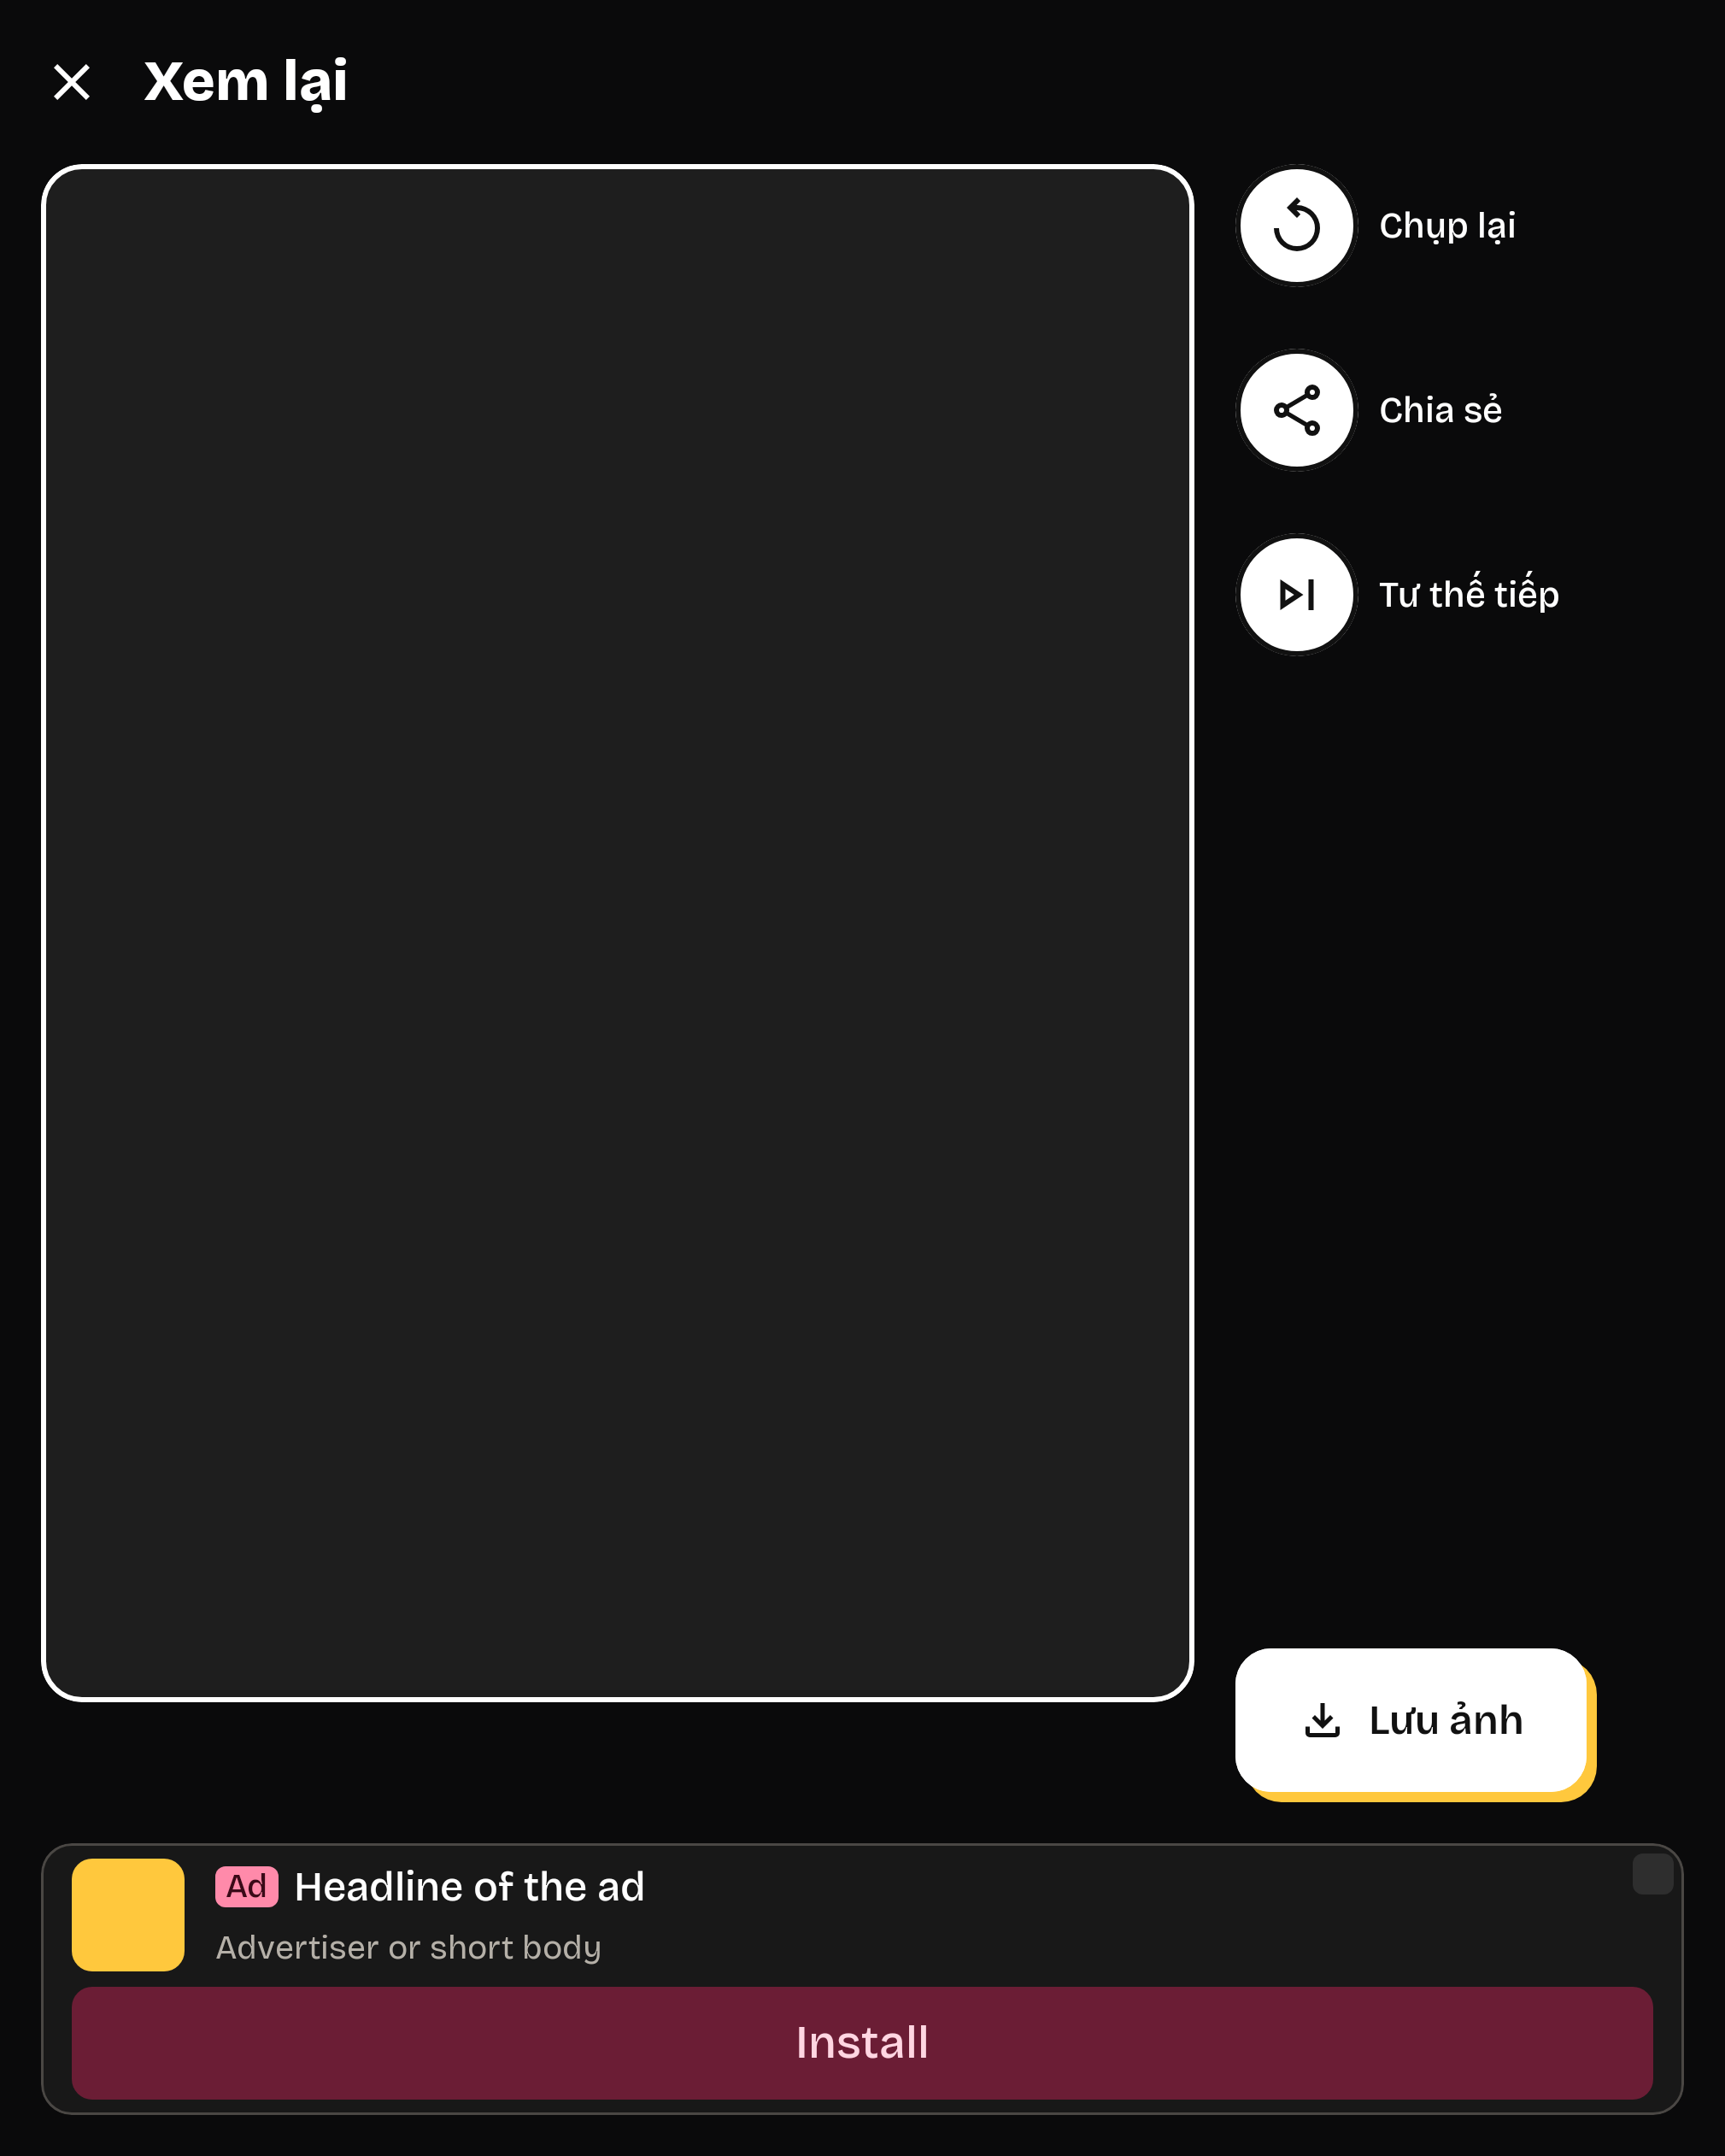 Xem lại
Chụp lại
Chia sẻ
Tư thế tiếp
Lưu ảnh
Ad Headline of the ad
Advertiser or short body
Install